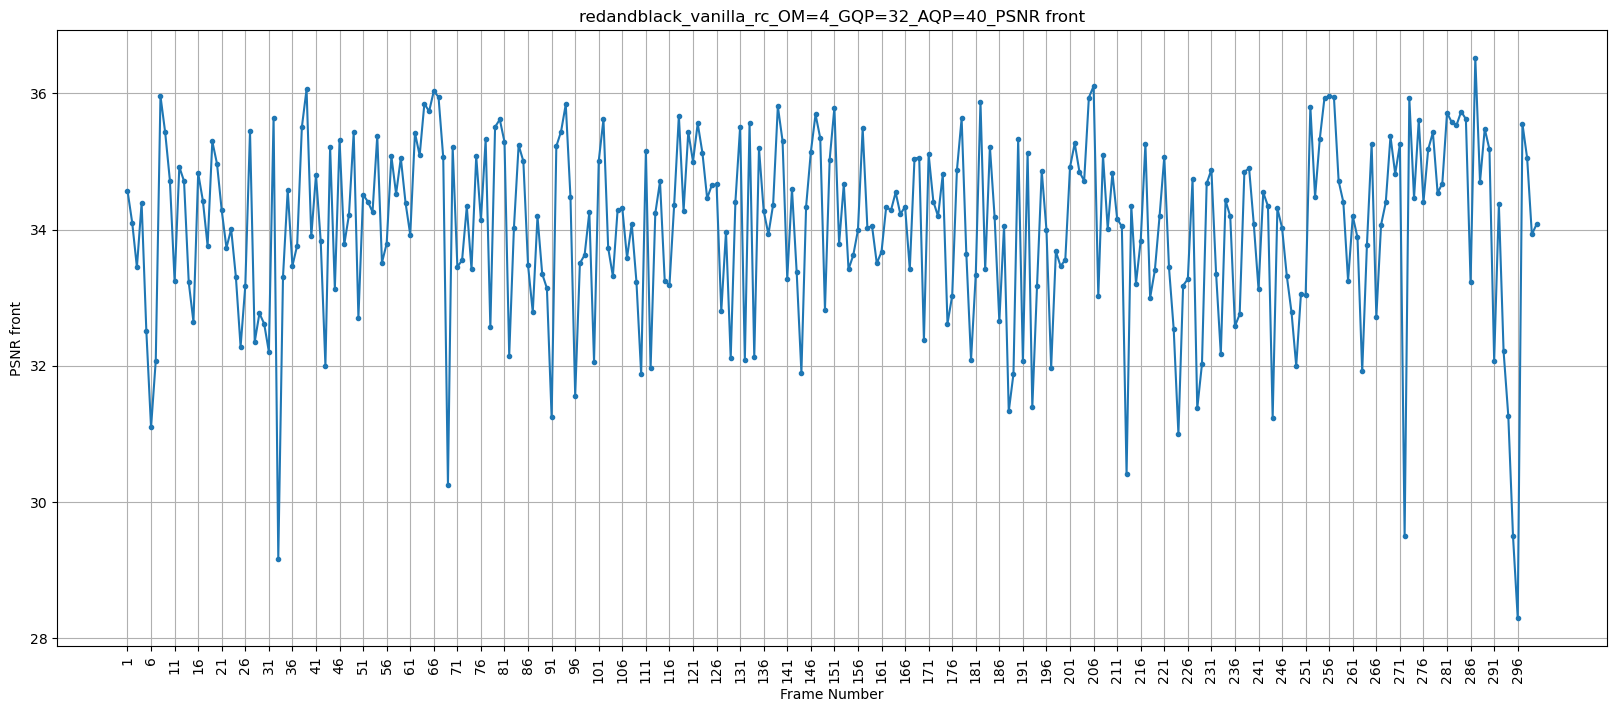 redandblack_vanilla_rc_OM=4_GQP=32_AQP=40_PSNR front
PSNR front
36
34
32
30
28
1 6 11 16 21 26 31 36 41 46 51 56 61 66 71 76 81 86 91 96 101 106 111 116 121 126 131 136 141 146 151 156 161 166 171 176 181 186 191 196 201 206 211 216 221 226 231 236 241 246 251 256 261 266 271 276 281 286 291 296
Frame Number